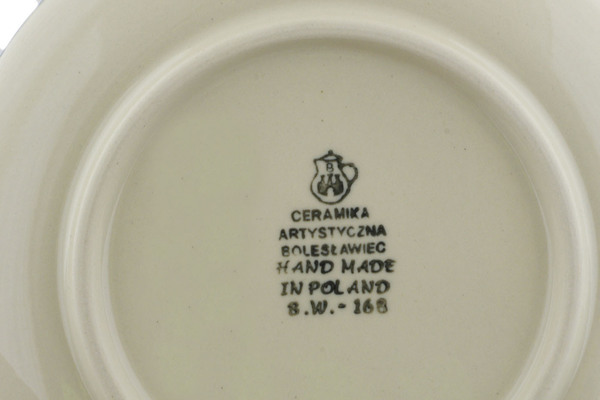 B
CERAMIKA
ARTYSTYCZNA
BOLESŁAWIEC
HAND MADE
IN POLAND
B.W.-168